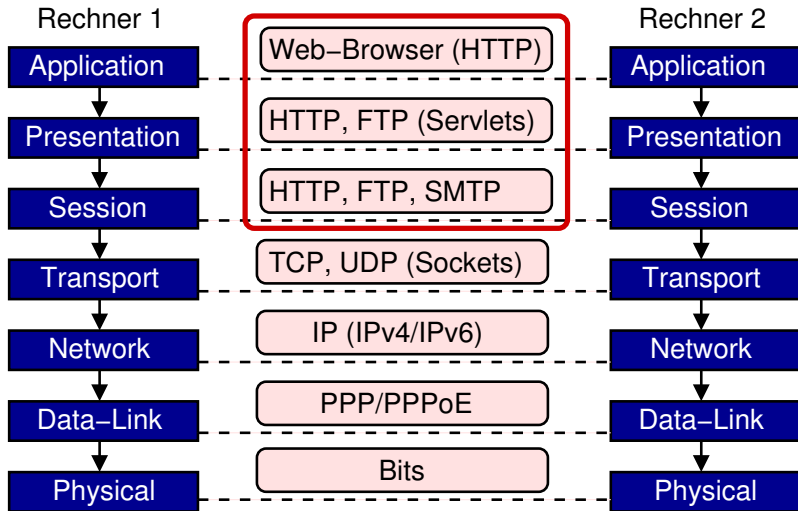 Rechner 1
Rechner 2
Web−Browser (HTTP)
Application
Application
HTTP, FTP (Servlets)
Presentation
Presentation
HTTP, FTP, SMTP
Session
Session
TCP, UDP (Sockets)
Transport
Transport
IP (IPv4/IPv6)
Network
Network
PPP/PPPoE
Data−Link
Data−Link
Bits
Physical
Physical